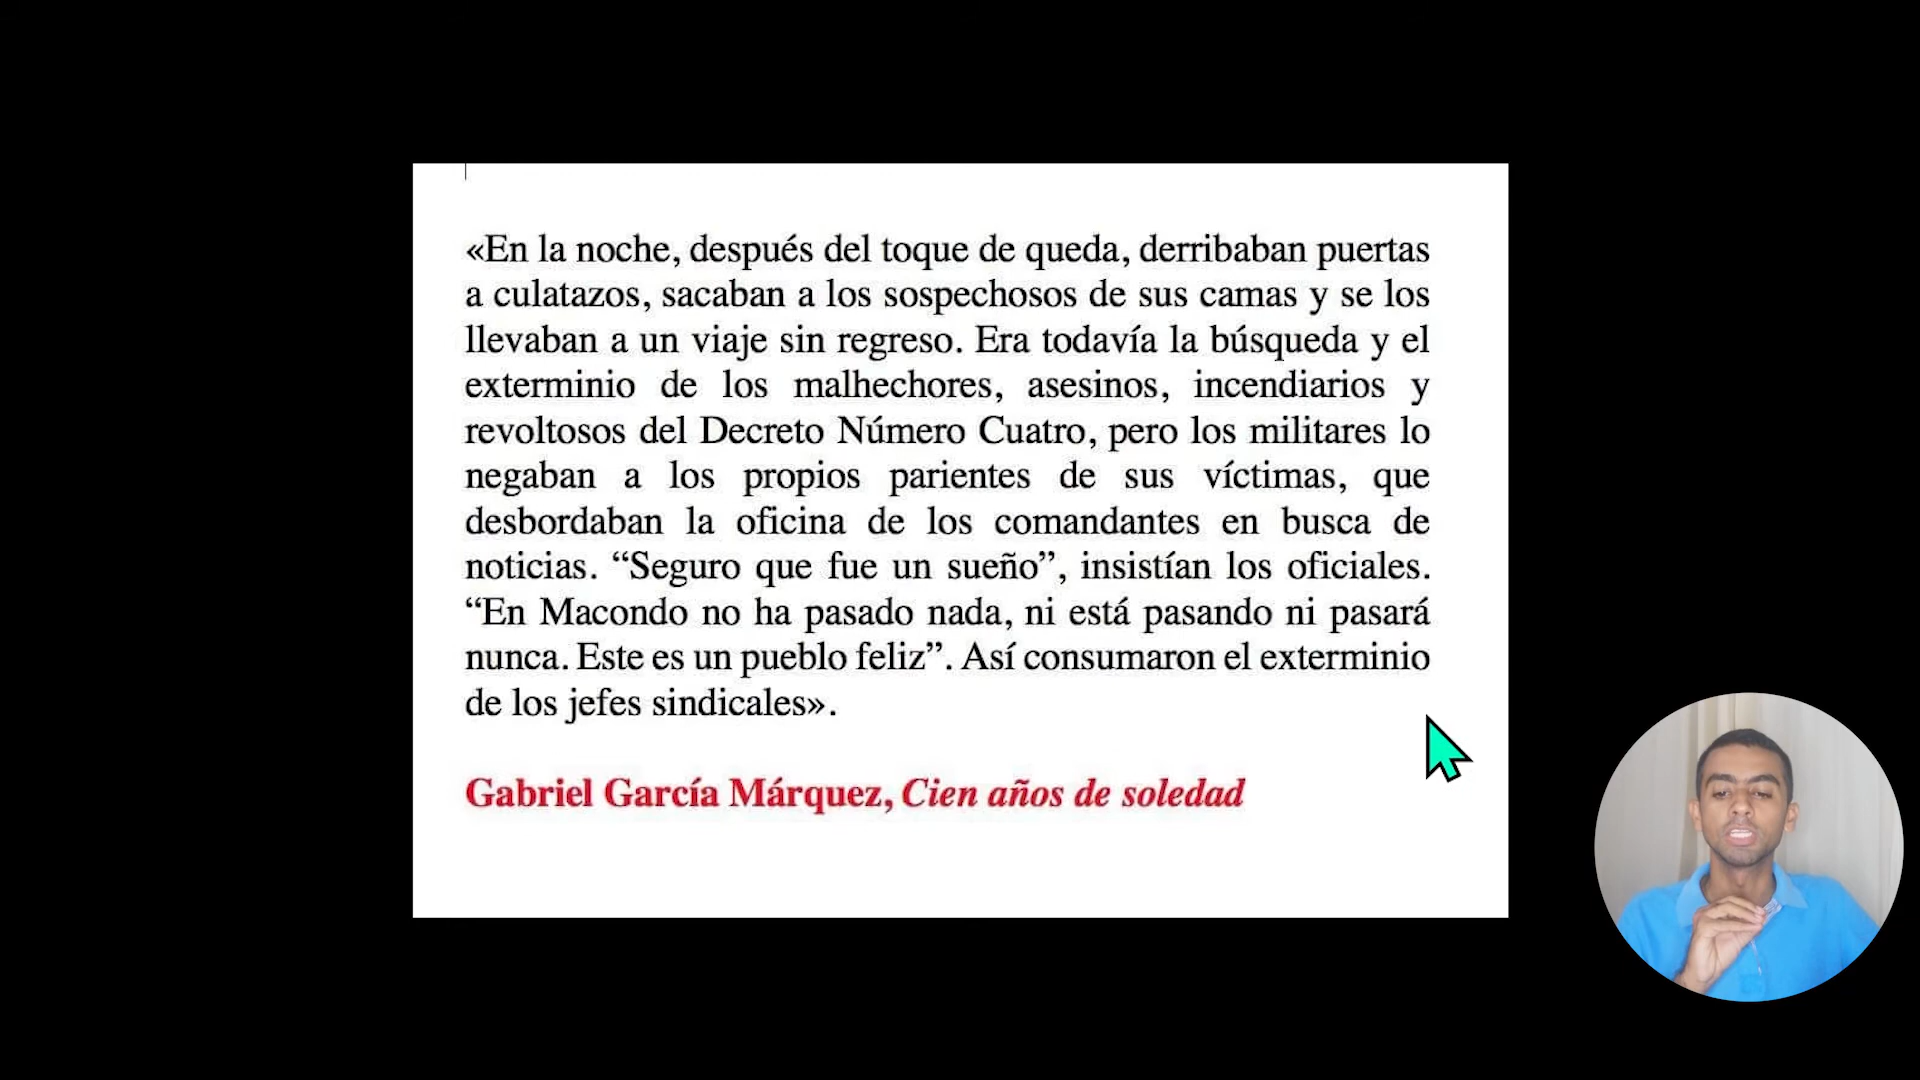 «En la noche, después del toque de queda, derribaban puertas
a culatazos, sacaban a los sospechosos de sus camas y se los
llevaban a un viaje sin regreso. Era todavía la búsqueda y el
exterminio de los malhechores, asesinos, incendiarios y
revoltosos del Decreto Número Cuatro, pero los militares lo
negaban a los propios parientes de sus víctimas, que
desbordaban la oficina de los comandantes en busca de
noticias. “Seguro que fue un sueño”, insistían los oficiales.
“En Macondo no ha pasado nada, ni está pasando ni pasará
nunca. Este es un pueblo feliz”. Así consumaron el exterminio
de los jefes sindicales».
Gabriel García Márquez, Cien años de soledad